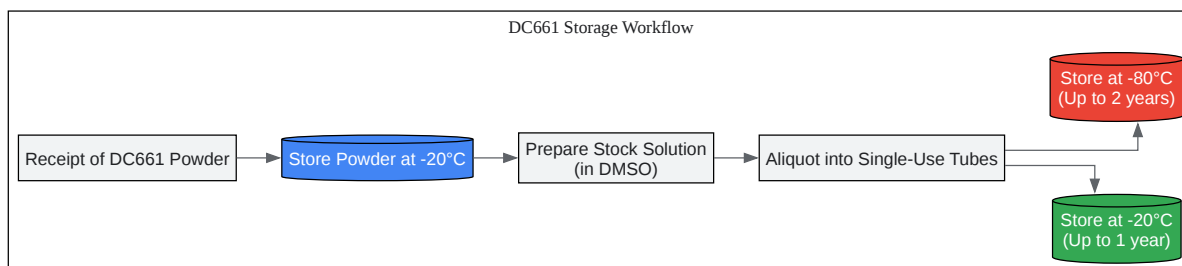 DC661 Storage Workflow
Receipt of DC661 Powder
Store Powder at -20°C
Prepare Stock Solution
(in DMSO)
Aliquot into Single-Use Tubes
Store at -80°C
(Up to 2 years)
Store at -20°C
(Up to 1 year)